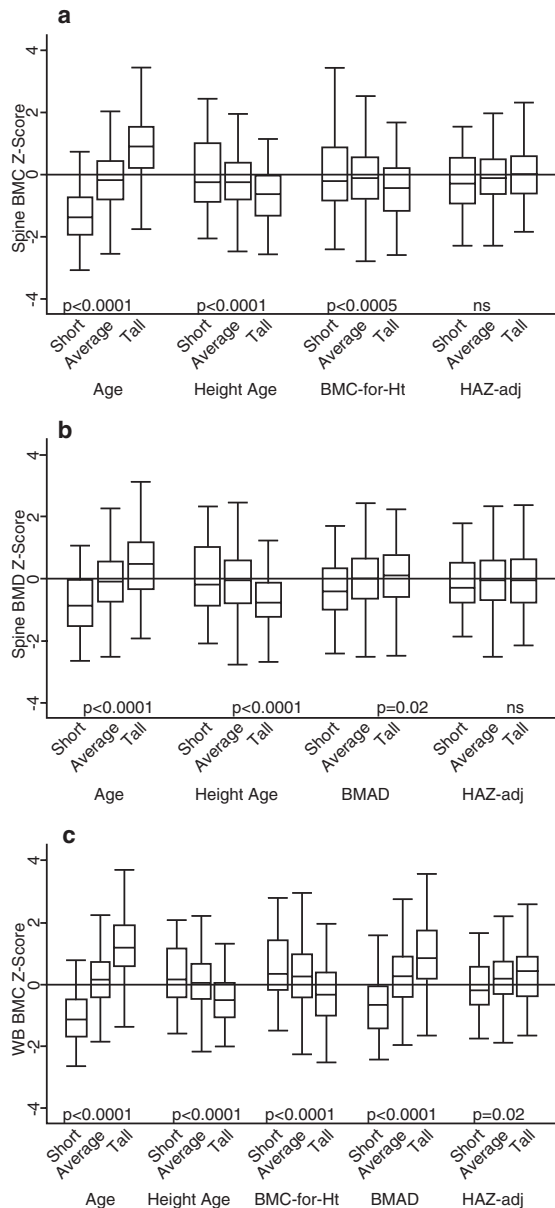 a
Spine BMC Z-Score
4
2
0
-2
-4
p<0.0001 p<0.0001 p<0.0005 ns
Short Average Tall Short Average Tall Short Average Tall Short Average Tall
Age Height Age BMC-for-Ht HAZ-adj
b
Spine BMD Z-Score
4
2
0
-2
-4
p<0.0001 p<0.0001 p=0.02 ns
Short Average Tall Short Average Tall Short Average Tall Short Average Tall
Age Height Age BMAD HAZ-adj
c
WB BMC Z-Score
4
2
0
-2
-4
p<0.0001 p<0.0001 p<0.0001 p<0.0001 p=0.02
Short Average Tall Short Average Tall Short Average Tall Short Average Tall Short Average Tall
Age Height Age BMC-for-Ht BMAD HAZ-adj